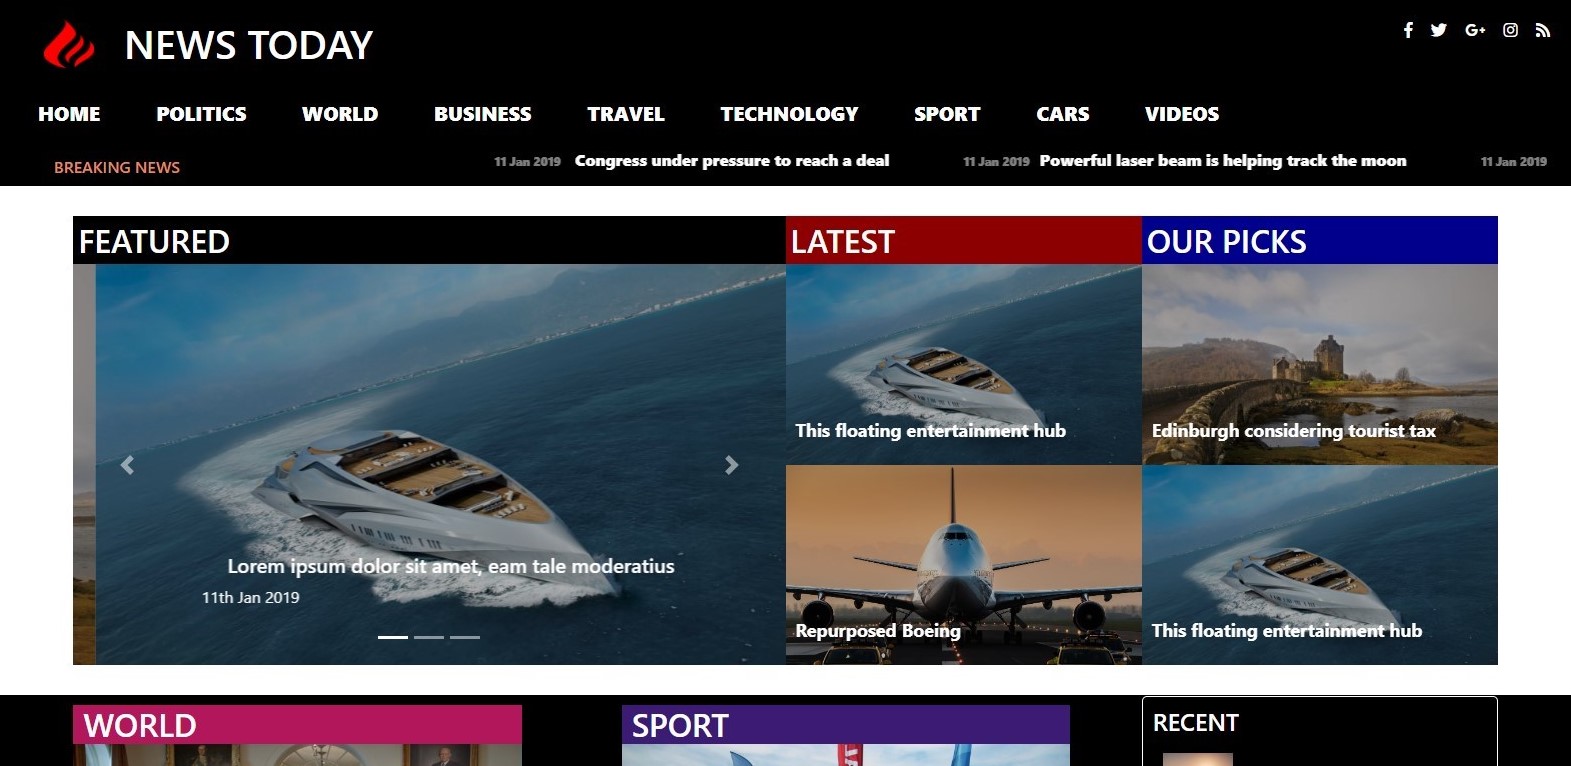 NEWS TODAY
HOME POLITICS WORLD BUSINESS TRAVEL TECHNOLOGY SPORT CARS VIDEOS
BREAKING NEWS 11 Jan 2019 Congress under pressure to reach a deal 11 Jan 2019 Powerful laser beam is helping track the moon 11 Jan 2019
FEATURED
Lorem ipsum dolor sit amet, eam tale moderatius
11th Jan 2019
LATEST
This floating entertainment hub
Repurposed Boeing
OUR PICKS
Edinburgh considering tourist tax
This floating entertainment hub
WORLD
SPORT
RECENT